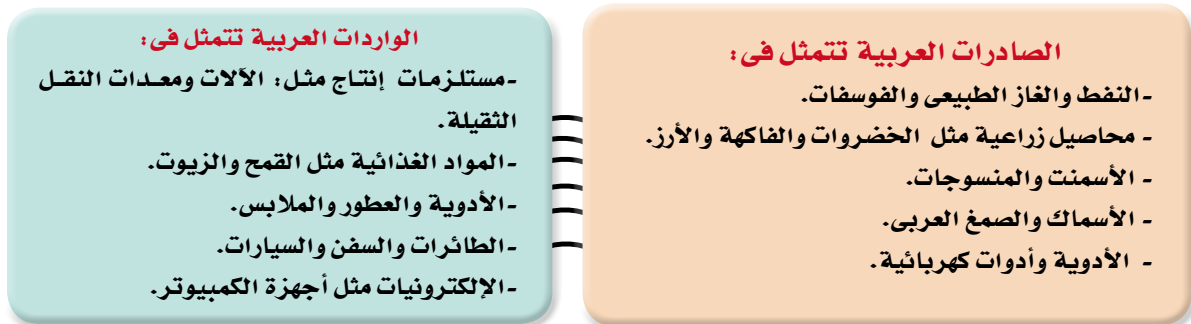 الصادرات العربية تتمثل فى:
-النفط والغاز الطبيعى والفوسفات.
- محاصيل زراعية مثل الخضروات والفاكهة والأرز.
- الأسمنت والمنسوجات.
- الأسماك والصمغ العربى.
- الأدوية وأدوات كهربائية.
الواردات العربية تتمثل فى:
-مستلزمات إنتاج مثل: الآلات ومعدات النقل
الثقيلة.
-المواد الغذائية مثل القمح والزيوت.
-الأدوية والعطور والملابس.
-الطائرات والسفن والسيارات.
-الإلكترونيات مثل أجهزة الكمبيوتر.